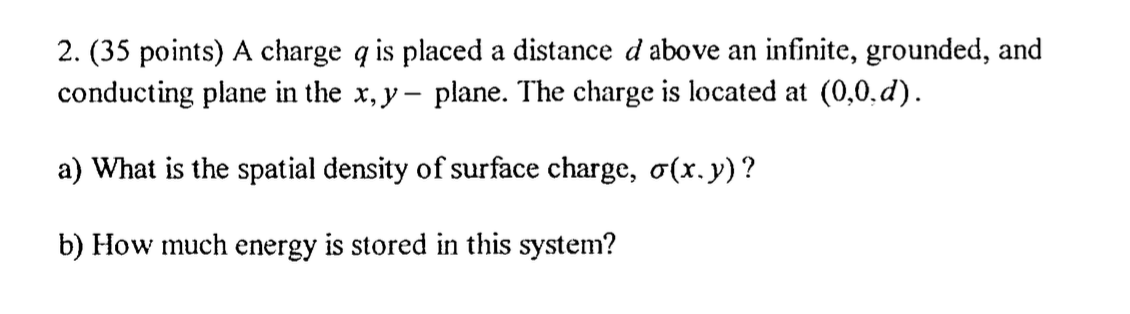 2. (35 points) A charge q is placed a distance d above an infinite, grounded, and
conducting plane in the x, y – plane. The charge is located at (0,0,d).
a) What is the spatial density of surface charge, σ(x.y)?
b) How much energy is stored in this system?